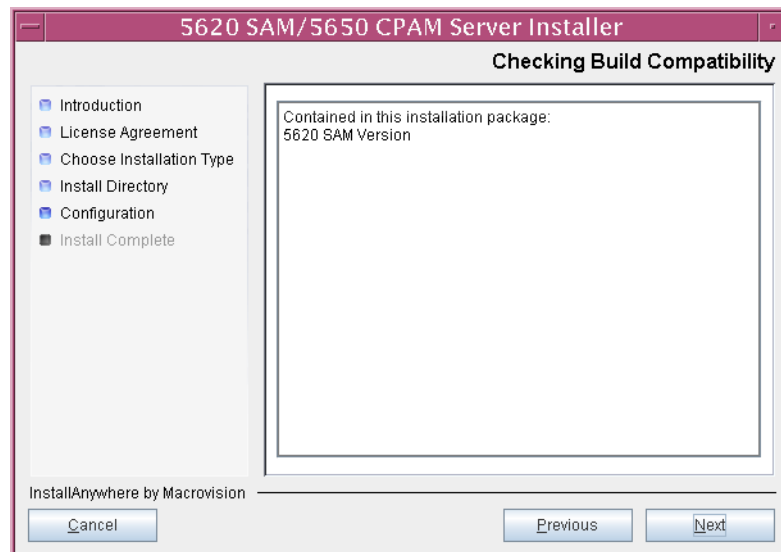 5620 SAM/5650 CPAM Server Installer
Checking Build Compatibility
Introduction
License Agreement
Choose Installation Type
Install Directory
Configuration
Install Complete
Contained in this installation package:
5620 SAM Version
InstallAnywhere by Macrovision
Cancel
Previous
Next